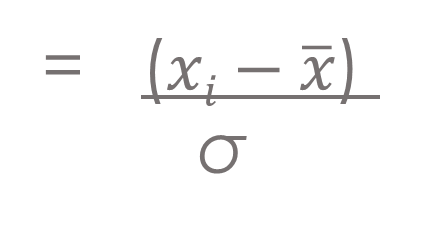 = (xᵢ − x̄)
σ